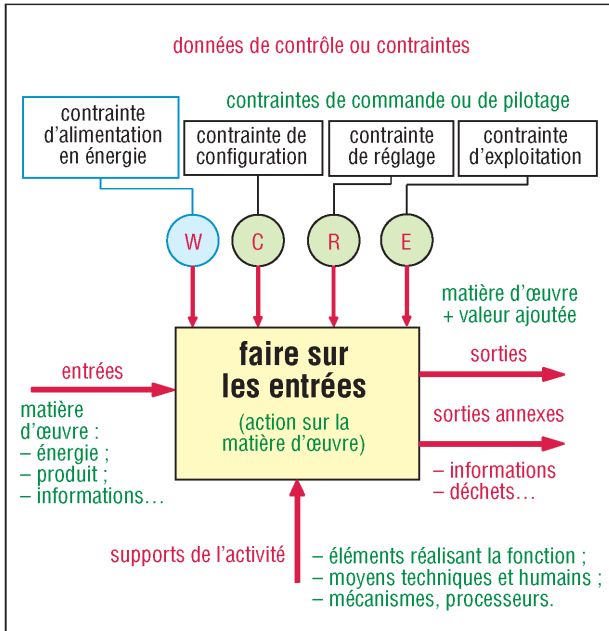 données de contrôle ou contraintes
contraintes de commande ou de pilotage
contrainte
d'alimentation
en énergie
contrainte de
configuration
contrainte
de réglage
contrainte
d'exploitation
W
C
R
E
matière d'œuvre
+ valeur ajoutée
entrées
matière
d'œuvre :
– énergie ;
– produit ;
– informations…
faire sur
les entrées
(action sur la
matière d'œuvre)
sorties
sorties annexes
– informations
– déchets…
supports de l'activité
– éléments réalisant la fonction ;
– moyens techniques et humains ;
– mécanismes, processeurs.